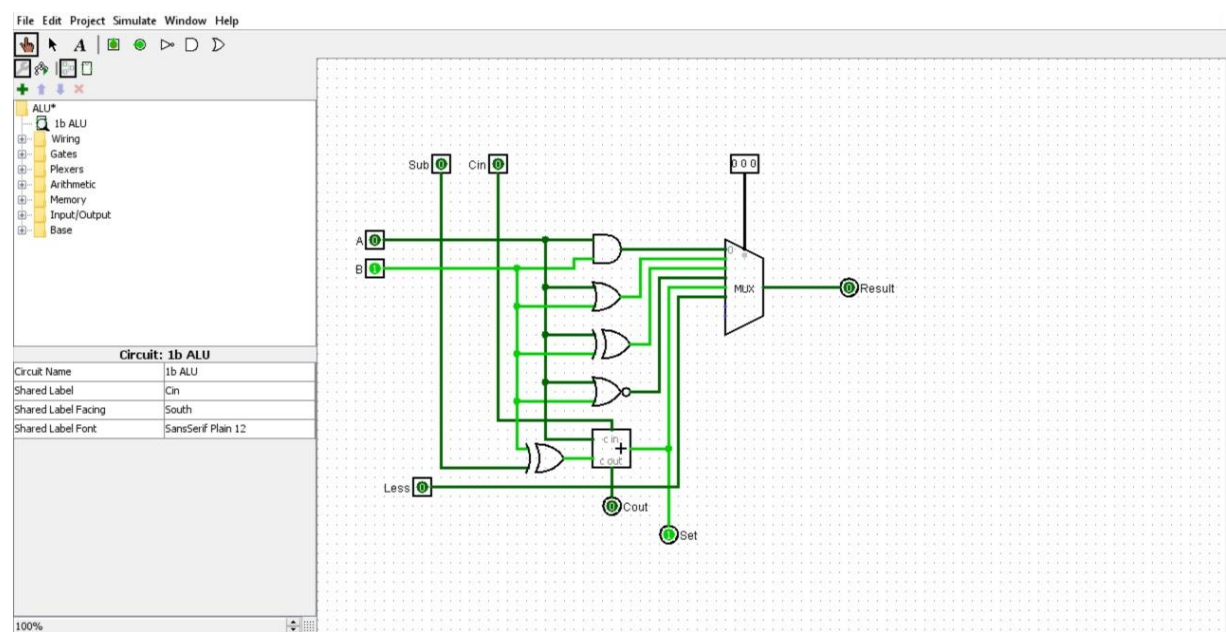 File Edit Project Simulate Window Help
A
ALU*
1b ALU
Wiring
Gates
Plexers
Arithmetic
Memory
Input/Output
Base
Circuit: 1b ALU
Circuit Name 1b ALU
Shared Label Cin
Shared Label Facing South
Shared Label Font SansSerif Plain 12
100%
Sub 0 Cin 0 0 0 0
A 0
B 1
0
MUX
0 Result
c in
+
c out
Less 0
0 Cout
1 Set